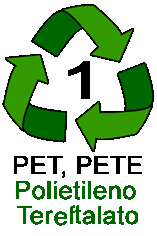 1
PET, PETE
Polietileno
Tereftalato